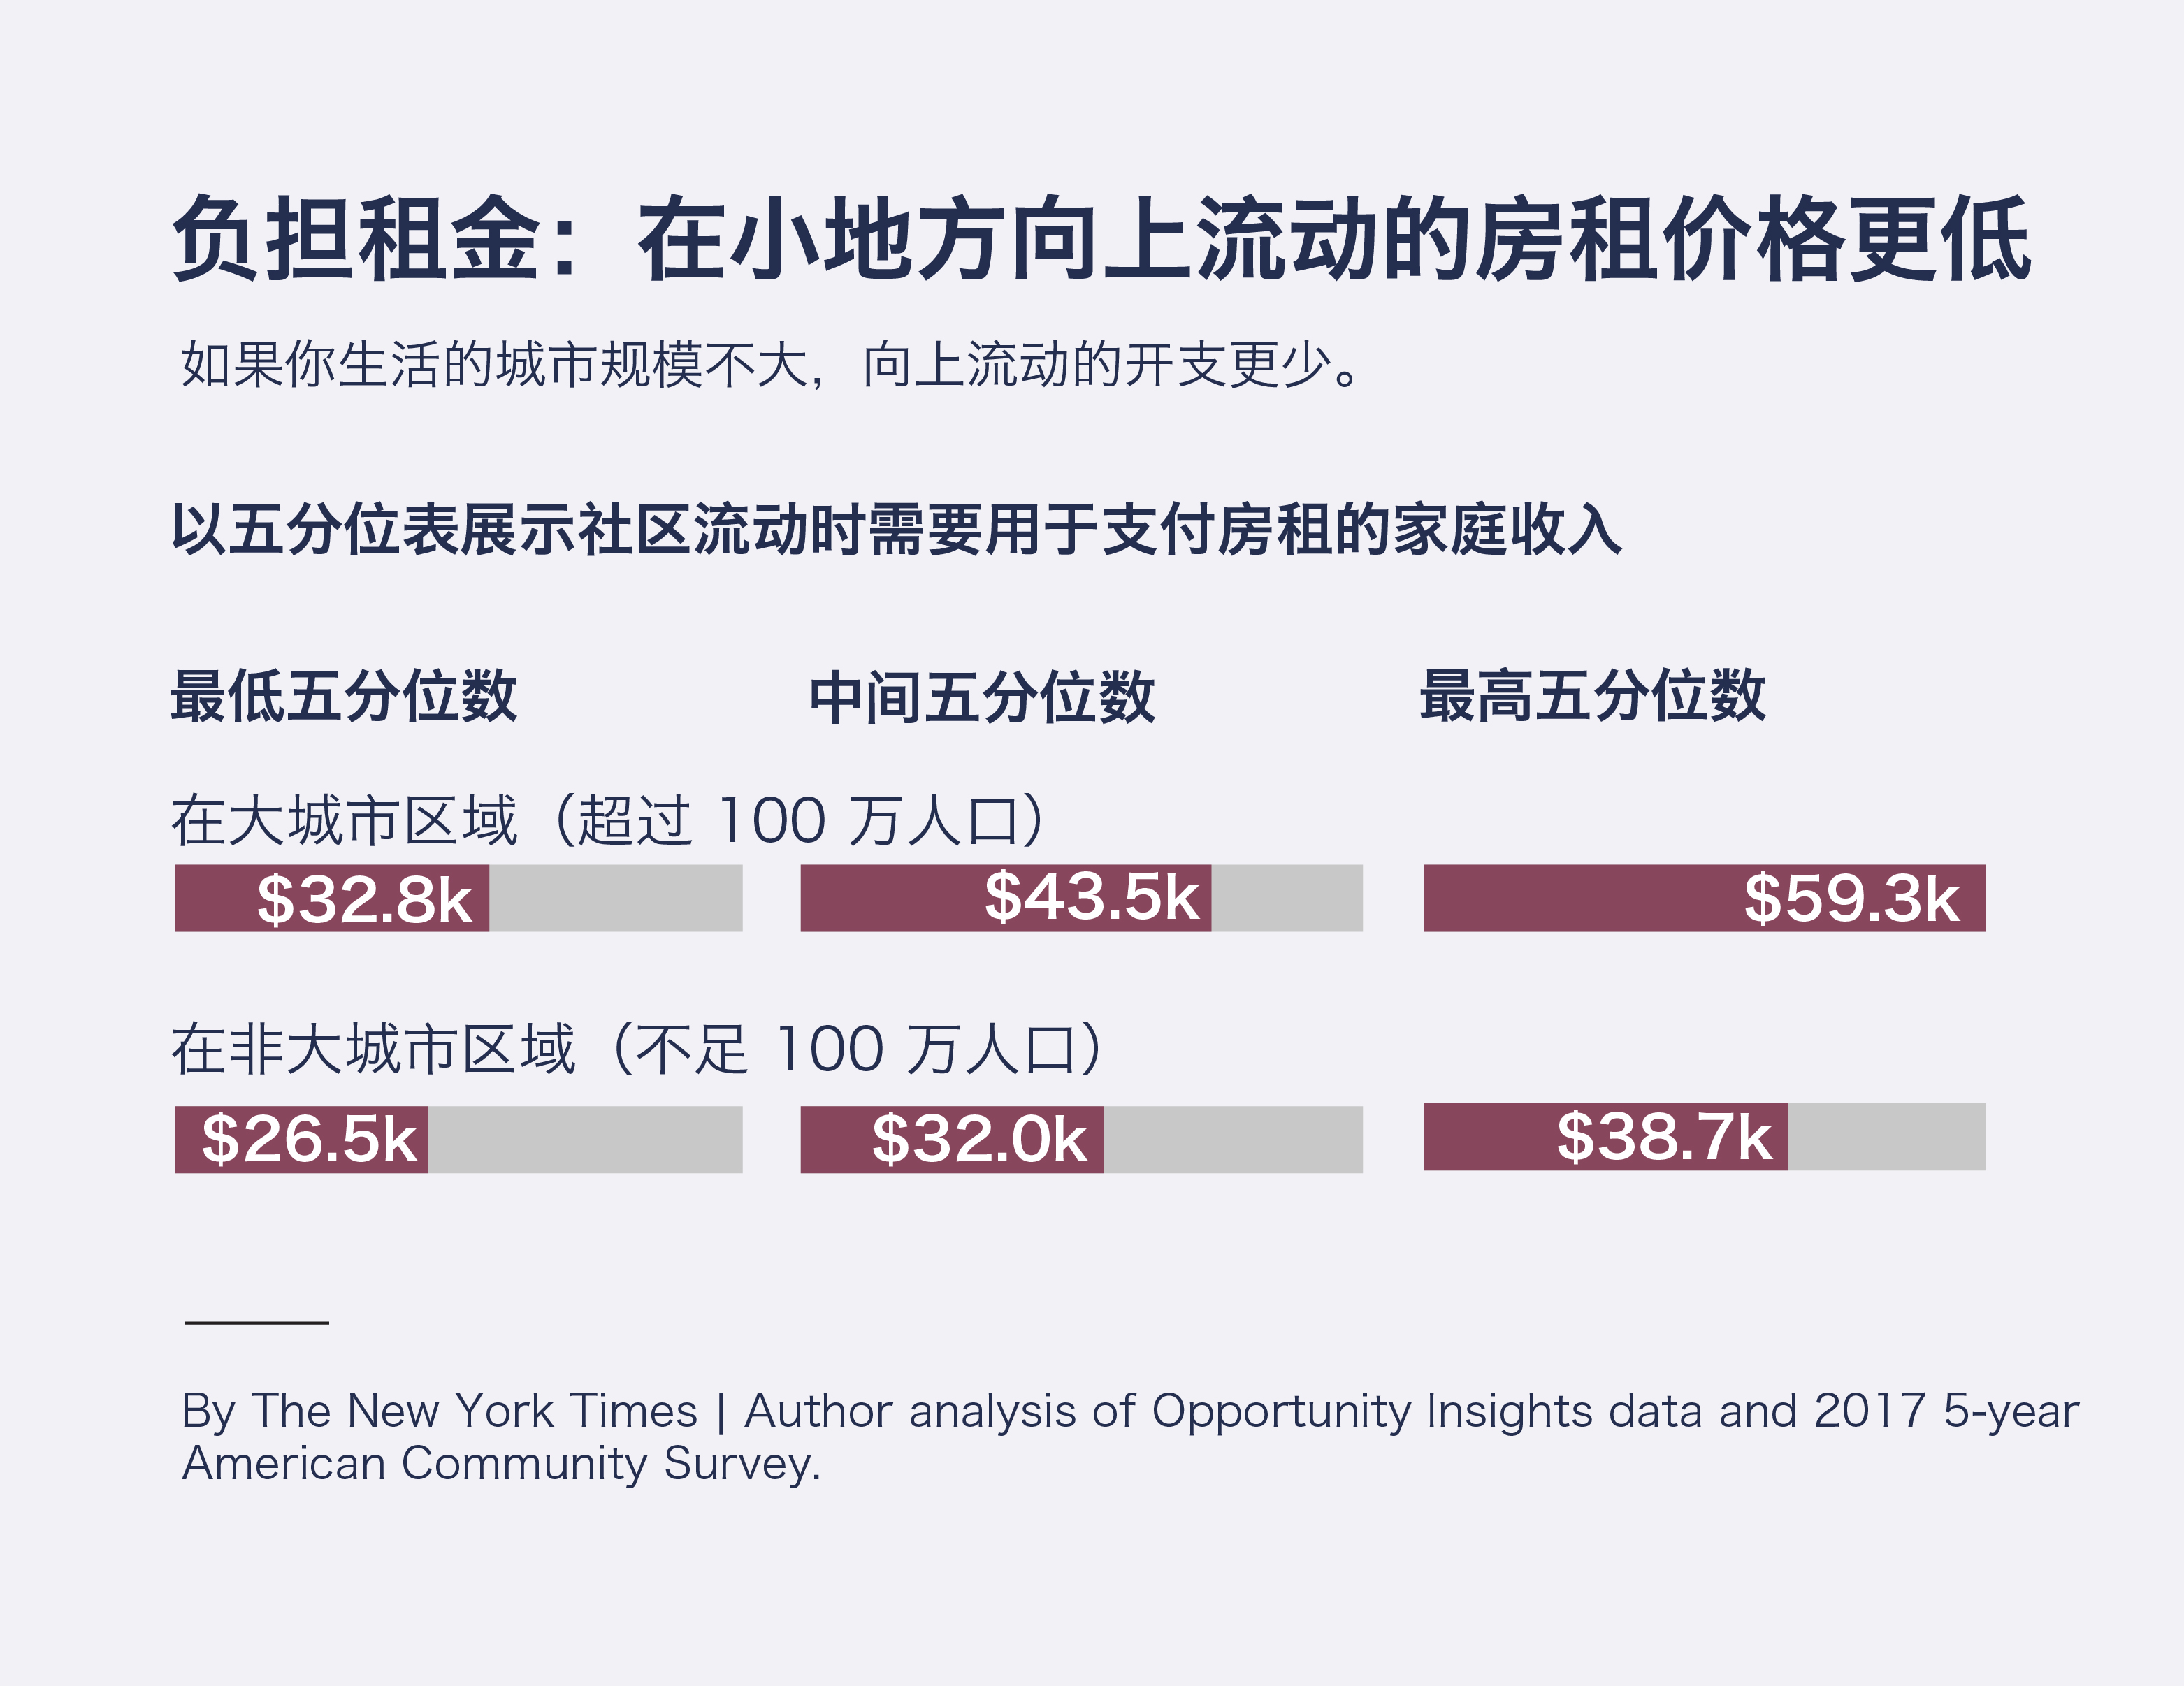 负担租金：在小地方向上流动的房租价格更低
如果你生活的城市规模不大，向上流动的开支更少。
以五分位表展示社区流动时需要用于支付房租的家庭收入
最低五分位数 中间五分位数 最高五分位数
在大城市区域（超过 100 万人口）
$32.8k $43.5k $59.3k
在非大城市区域（不足 100 万人口）
$26.5k $32.0k $38.7k
By The New York Times | Author analysis of Opportunity Insights data and 2017 5-year
American Community Survey.